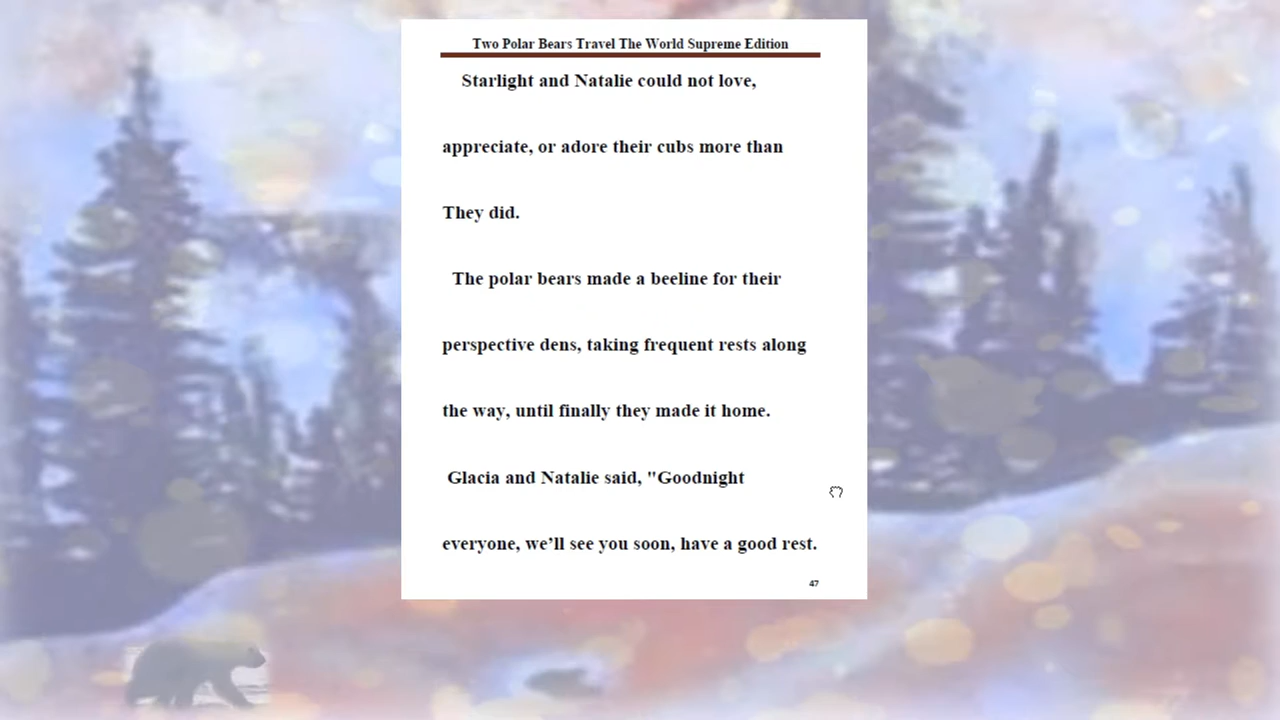 Two Polar Bears Travel The World Supreme Edition
Starlight and Natalie could not love,
appreciate, or adore their cubs more than
They did.
The polar bears made a beeline for their
perspective dens, taking frequent rests along
the way, until finally they made it home.
Glacia and Natalie said, "Goodnight
everyone, we’ll see you soon, have a good rest.
47